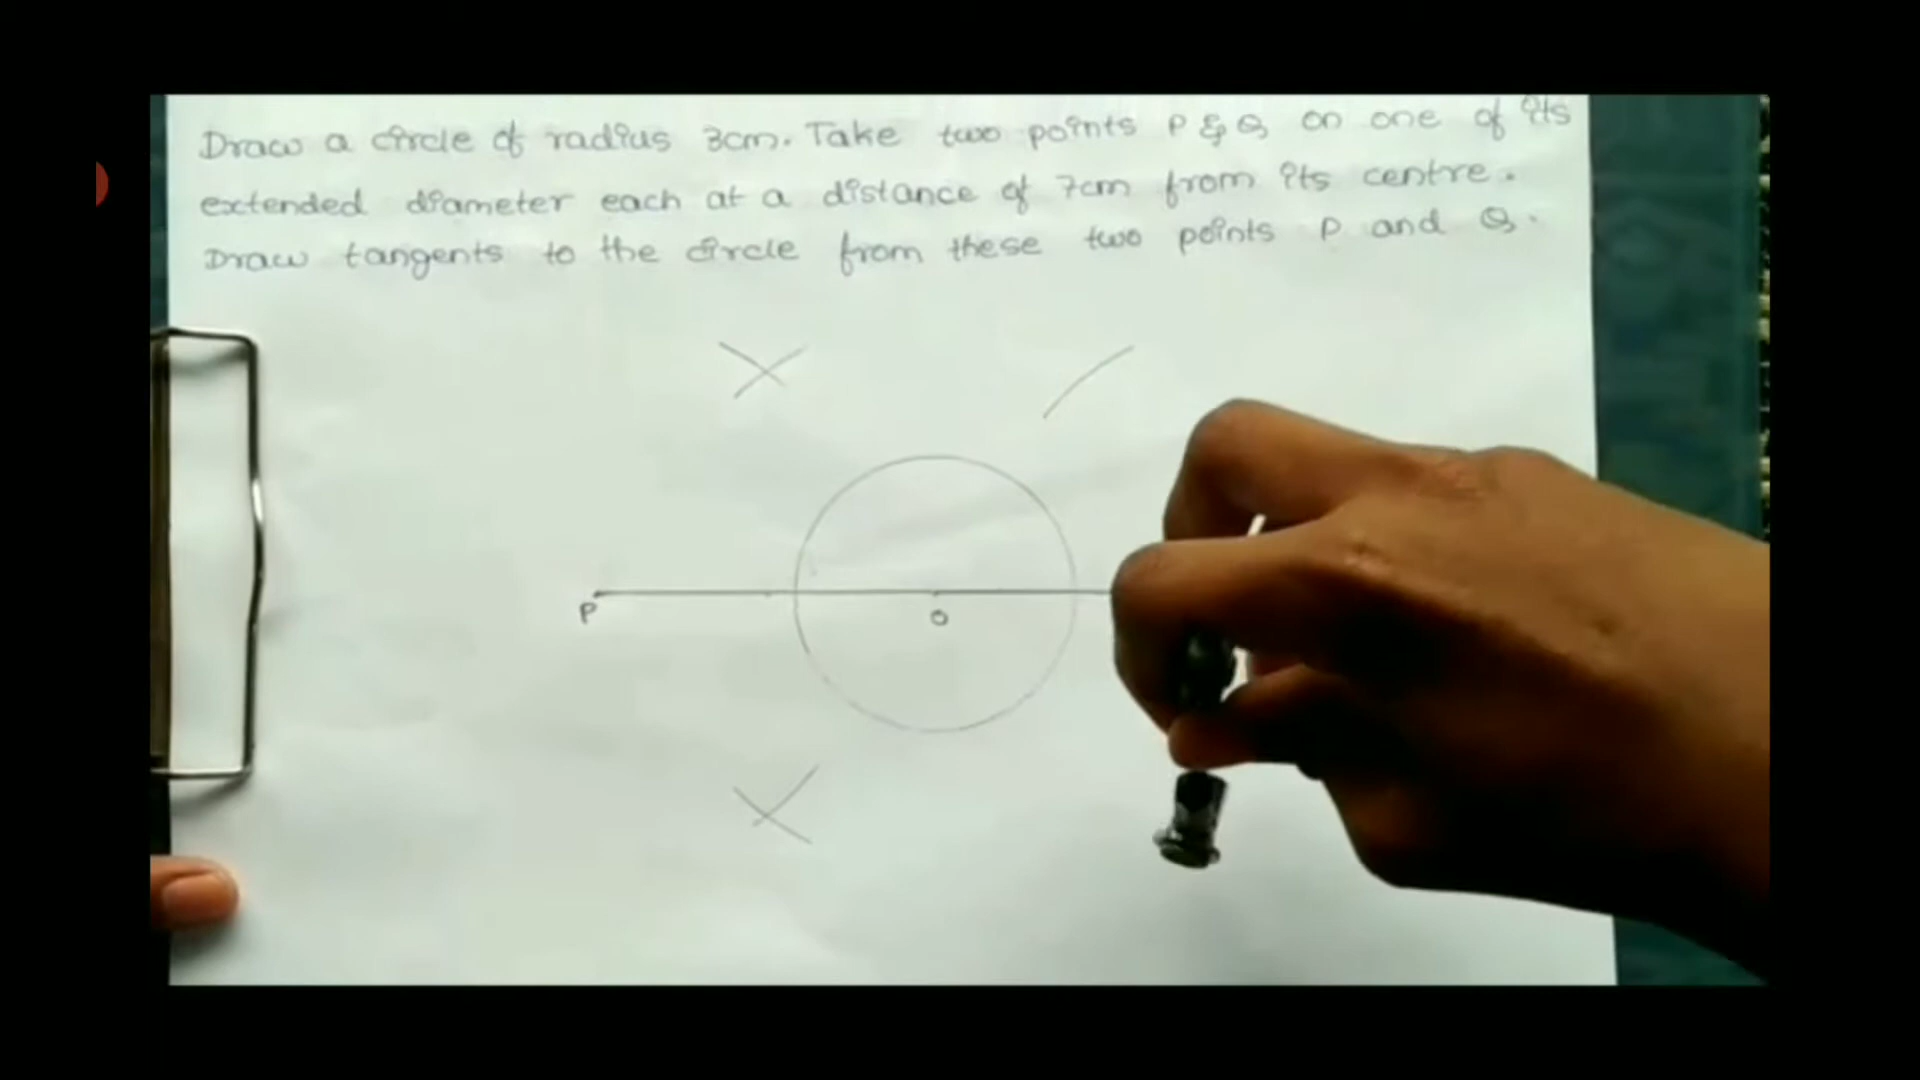 Draw a circle of radius 3cm. Take two points P & Q on one of its
extended diameter each at a distance of 7cm from its centre.
Draw tangents to the circle from these two points P and Q.
P
O